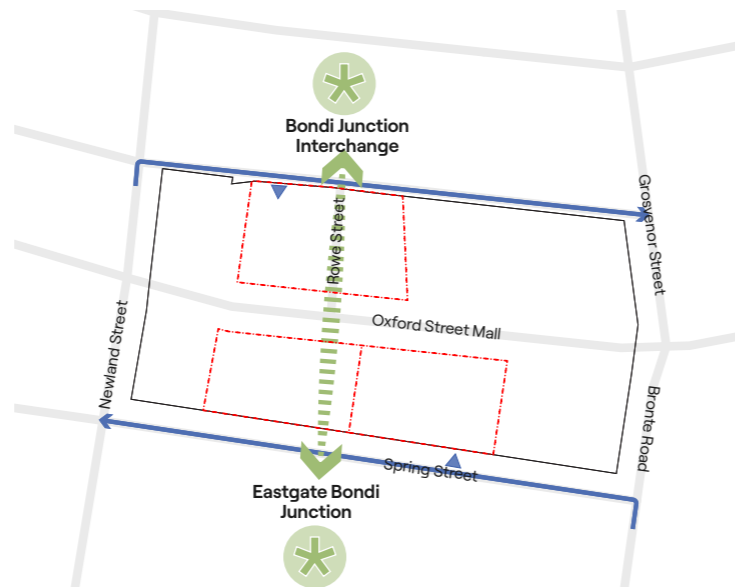 Bondi Junction
Interchange
Grosvenor Street
Rowe Street
Oxford Street Mall
Newland Street
Bronte Road
Spring Street
Eastgate Bondi
Junction